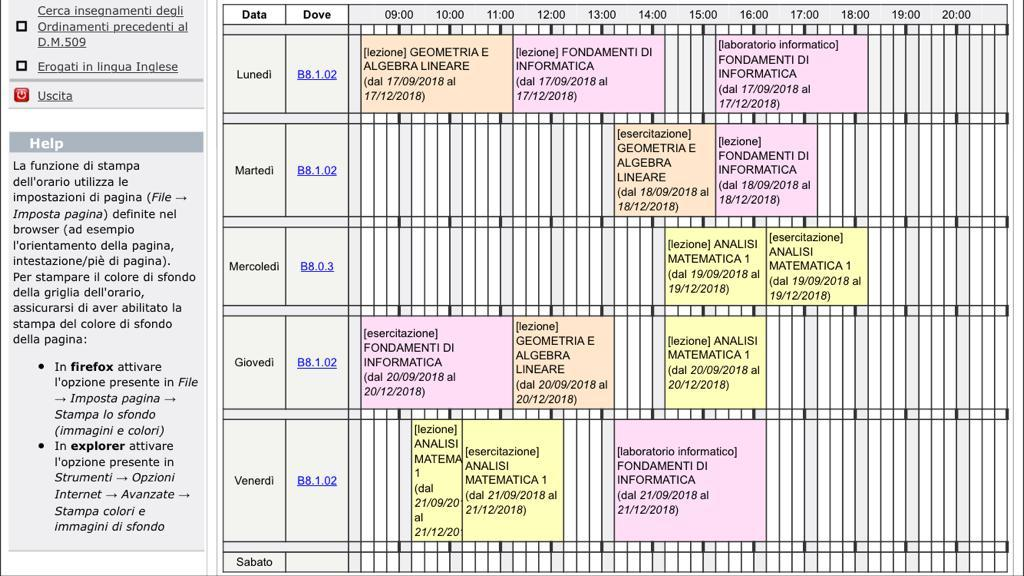 Cerca insegnamenti degli
Ordinamenti precedenti al
D.M.509
Erogati in lingua Inglese
Uscita
Help
La funzione di stampa
dell'orario utilizza le
impostazioni di pagina (File →
Imposta pagina) definite nel
browser (ad esempio
l'orientamento della pagina,
intestazione/piè di pagina).
Per stampare il colore di sfondo
della griglia dell'orario,
assicurarsi di aver abilitato la
stampa del colore di sfondo
della pagina:
In firefox attivare
l'opzione presente in File
→ Imposta pagina →
Stampa lo sfondo
(immagini e colori)
In explorer attivare
l'opzione presente in
Strumenti → Opzioni
Internet → Avanzate →
Stampa colori e
immagini di sfondo
Data Dove 09:00 10:00 11:00 12:00 13:00 14:00 15:00 16:00 17:00 18:00 19:00 20:00
Lunedì
B8.1.02
[lezione] GEOMETRIA E
ALGEBRA LINEARE
(dal 17/09/2018 al
17/12/2018)
[lezione] FONDAMENTI DI
INFORMATICA
(dal 17/09/2018 al
17/12/2018)
[laboratorio informatico]
FONDAMENTI DI
INFORMATICA
(dal 17/09/2018 al
17/12/2018)
Martedì
B8.1.02
[esercitazione]
GEOMETRIA E
ALGEBRA
LINEARE
(dal 18/09/2018 al
18/12/2018)
[lezione]
FONDAMENTI DI
INFORMATICA
(dal 18/09/2018 al
18/12/2018)
Mercoledì
B8.0.3
[lezione] ANALISI
MATEMATICA 1
(dal 19/09/2018 al
19/12/2018)
[esercitazione]
ANALISI
MATEMATICA 1
(dal 19/09/2018 al
19/12/2018)
Giovedì
B8.1.02
[esercitazione]
FONDAMENTI DI
INFORMATICA
(dal 20/09/2018 al
20/12/2018)
[lezione]
GEOMETRIA E
ALGEBRA
LINEARE
(dal 20/09/2018 al
20/12/2018)
[lezione] ANALISI
MATEMATICA 1
(dal 20/09/2018 al
20/12/2018)
Venerdì
B8.1.02
[lezione]
ANALISI
MATEMA
1
(dal
21/09/20
al
21/12/20
[esercitazione]
ANALISI
MATEMATICA 1
(dal 21/09/2018 al
21/12/2018)
[laboratorio informatico]
FONDAMENTI DI
INFORMATICA
(dal 21/09/2018 al
21/12/2018)
Sabato